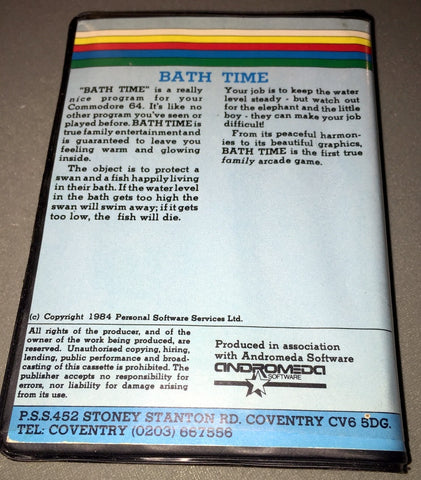 BATH TIME
"BATH TIME" is a really
nice program for your
Commodore 64. It's like no
other program you've seen or
played before. BATH TIME is
true family entertainment and
is guaranteed to leave you
feeling warm and glowing
inside.
The object is to protect a
swan and a fish happily living
in their bath. If the water level
in the bath gets too high the
swan will swim away; if it gets
too low, the fish will die.
Your job is to keep the water
level steady - but watch out
for the elephant and the little
boy - they can make your job
difficult!
From its peaceful harmon-
ies to its beautiful graphics,
BATH TIME is the first true
family arcade game.
(c) Copyright 1984 Personal Software Services Ltd.
All rights of the producer, and of the
owner of the work being produced, are
reserved. Unauthorised copying, hiring,
lending, public performance and broad-
casting of this cassette is prohibited. The
publisher accepts no responsibility for
errors, nor liability for damage arising
from its use.
Produced in association
with Andromeda Software
ANDROMEDA
SOFTWARE
P.S.S.452 STONEY STANTON RD. COVENTRY CV6 5DG.
TEL: COVENTRY (0203) 667556